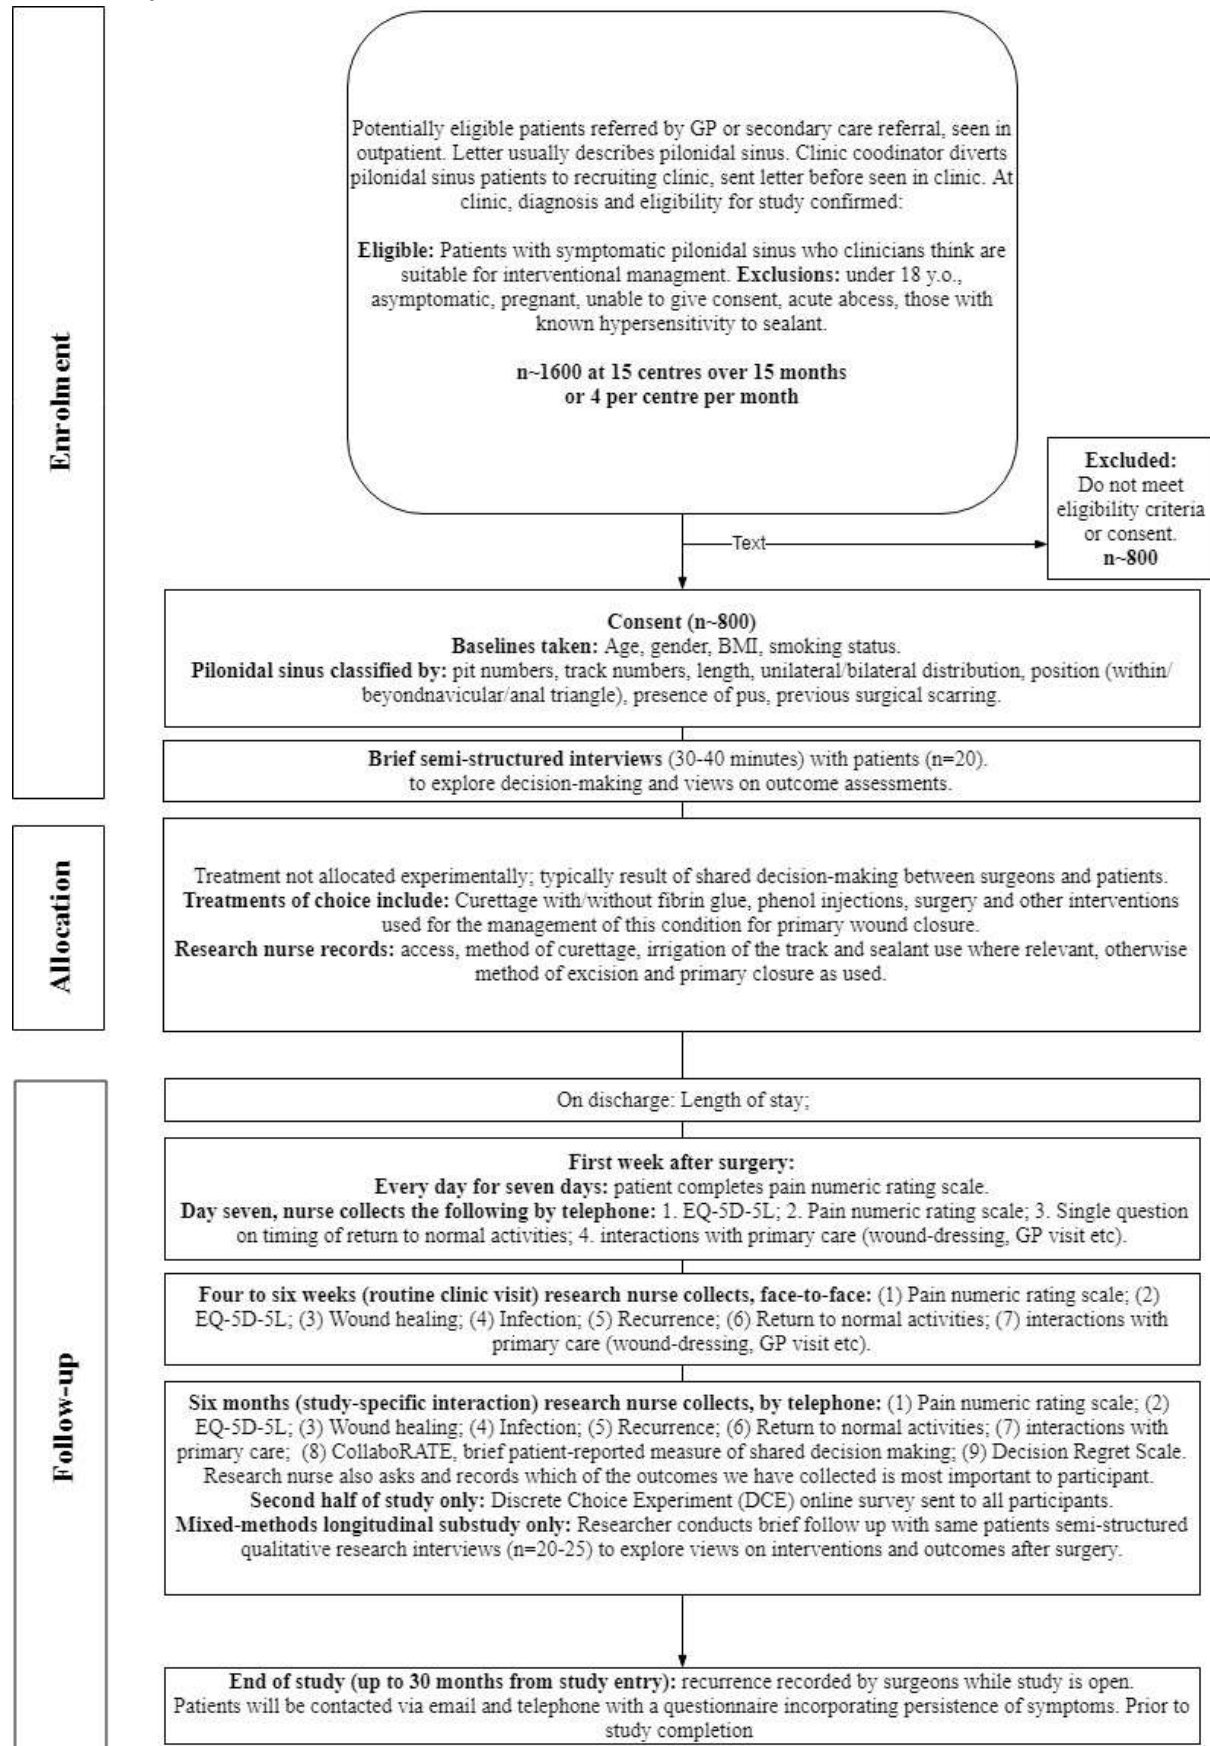 Enrolment
Potentially eligible patients referred by GP or secondary care referral, seen in
outpatient. Letter usually describes pilonidal sinus. Clinic coodinator diverts
pilonidal sinus patients to recruiting clinic, sent letter before seen in clinic. At
clinic, diagnosis and eligibility for study confirmed:
Eligible: Patients with symptomatic pilonidal sinus who clinicians think are
suitable for interventional managment. Exclusions: under 18 y.o.,
asymptomatic, pregnant, unable to give consent, acute abcess, those with
known hypersensitivity to sealant.
n~1600 at 15 centres over 15 months
or 4 per centre per month
Text
Excluded:
Do not meet
eligibility criteria
or consent.
n~800
Consent (n~800)
Baselines taken: Age, gender, BMI, smoking status.
Pilonidal sinus classified by: pit numbers, track numbers, length, unilateral/bilateral distribution, position (within/
beyondnavicular/anal triangle), presence of pus, previous surgical scarring.
Brief semi-structured interviews (30-40 minutes) with patients (n=20).
to explore decision-making and views on outcome assessments.
Allocation
Treatment not allocated experimentally; typically result of shared decision-making between surgeons and patients.
Treatments of choice include: Curettage with/without fibrin glue, phenol injections, surgery and other interventions
used for the management of this condition for primary wound closure.
Research nurse records: access, method of curettage, irrigation of the track and sealant use where relevant, otherwise
method of excision and primary closure as used.
Follow-up
On discharge: Length of stay;
First week after surgery:
Every day for seven days: patient completes pain numeric rating scale.
Day seven, nurse collects the following by telephone: 1. EQ-5D-5L; 2. Pain numeric rating scale; 3. Single question
on timing of return to normal activities; 4. interactions with primary care (wound-dressing, GP visit etc).
Four to six weeks (routine clinic visit) research nurse collects, face-to-face: (1) Pain numeric rating scale; (2)
EQ-5D-5L; (3) Wound healing; (4) Infection; (5) Recurrence; (6) Return to normal activities; (7) interactions with
primary care (wound-dressing, GP visit etc).
Six months (study-specific interaction) research nurse collects, by telephone: (1) Pain numeric rating scale; (2)
EQ-5D-5L; (3) Wound healing; (4) Infection; (5) Recurrence; (6) Return to normal activities; (7) interactions with
primary care; (8) CollaboRATE, brief patient-reported measure of shared decision making; (9) Decision Regret Scale.
Research nurse also asks and records which of the outcomes we have collected is most important to participant.
Second half of study only: Discrete Choice Experiment (DCE) online survey sent to all participants.
Mixed-methods longitudinal substudy only: Researcher conducts brief follow up with same patients semi-structured
qualitative research interviews (n=20-25) to explore views on interventions and outcomes after surgery.
End of study (up to 30 months from study entry): recurrence recorded by surgeons while study is open.
Patients will be contacted via email and telephone with a questionnaire incorporating persistence of symptoms. Prior to
study completion